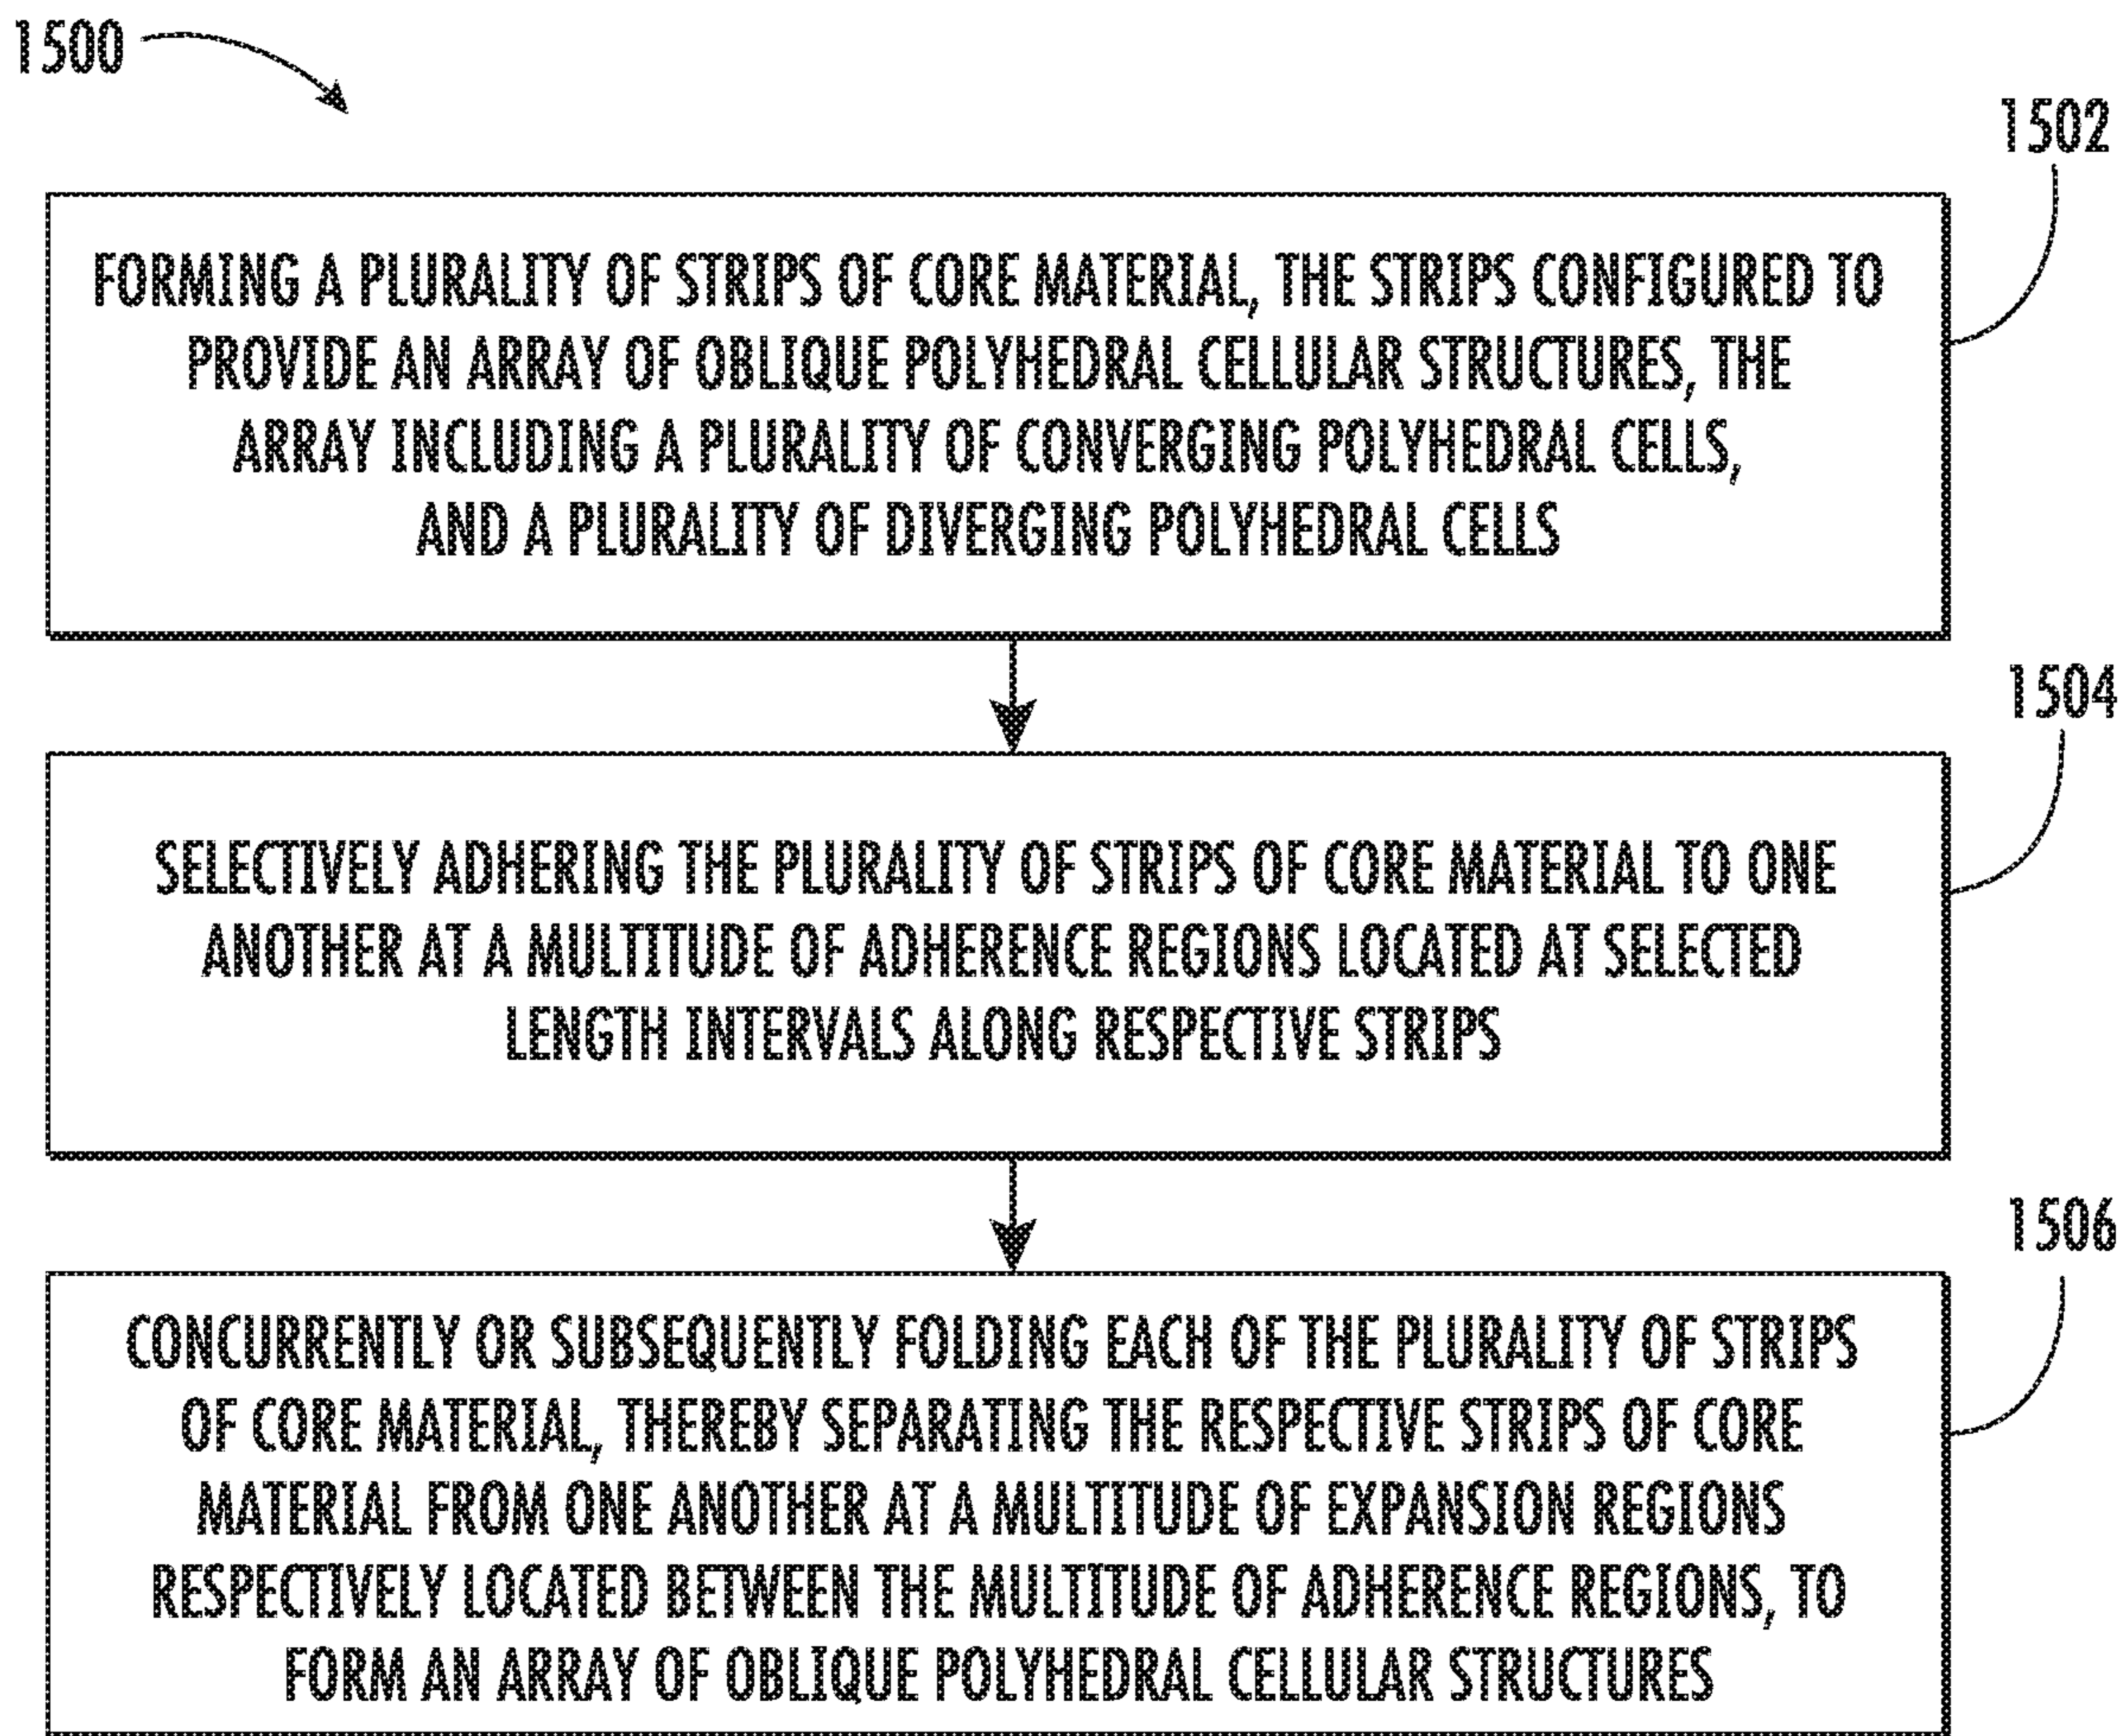 1500
1502
FORMING A PLURALITY OF STRIPS OF CORE MATERIAL, THE STRIPS CONFIGURED TO
PROVIDE AN ARRAY OF OBLIQUE POLYHEDRAL CELLULAR STRUCTURES, THE
ARRAY INCLUDING A PLURALITY OF CONVERGING POLYHEDRAL CELLS,
AND A PLURALITY OF DIVERGING POLYHEDRAL CELLS
1504
SELECTIVELY ADHERING THE PLURALITY OF STRIPS OF CORE MATERIAL TO ONE
ANOTHER AT A MULTITUDE OF ADHERENCE REGIONS LOCATED AT SELECTED
LENGTH INTERVALS ALONG RESPECTIVE STRIPS
1506
CONCURRENTLY OR SUBSEQUENTLY FOLDING EACH OF THE PLURALITY OF STRIPS
OF CORE MATERIAL, THEREBY SEPARATING THE RESPECTIVE STRIPS OF CORE
MATERIAL FROM ONE ANOTHER AT A MULTITUDE OF EXPANSION REGIONS
RESPECTIVELY LOCATED BETWEEN THE MULTITUDE OF ADHERENCE REGIONS, TO
FORM AN ARRAY OF OBLIQUE POLYHEDRAL CELLULAR STRUCTURES